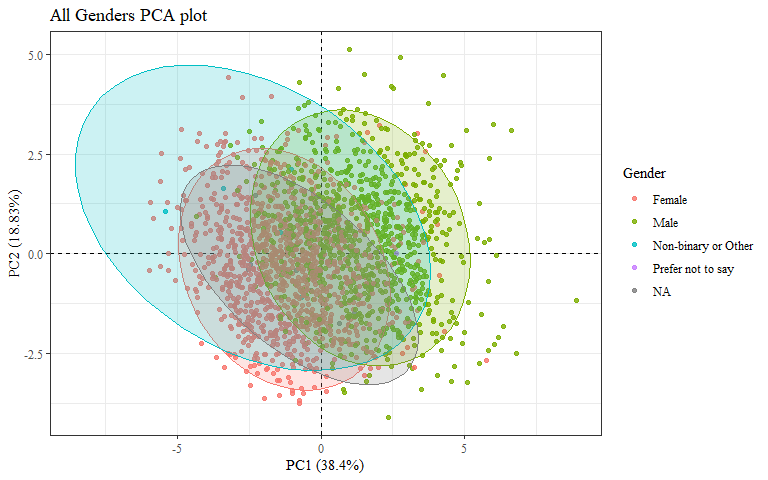 All Genders PCA plot
5.0
2.5
0.0
-2.5
PC2 (18.83%)
-5
0
5
PC1 (38.4%)
Gender
Female
Male
Non-binary or Other
Prefer not to say
NA